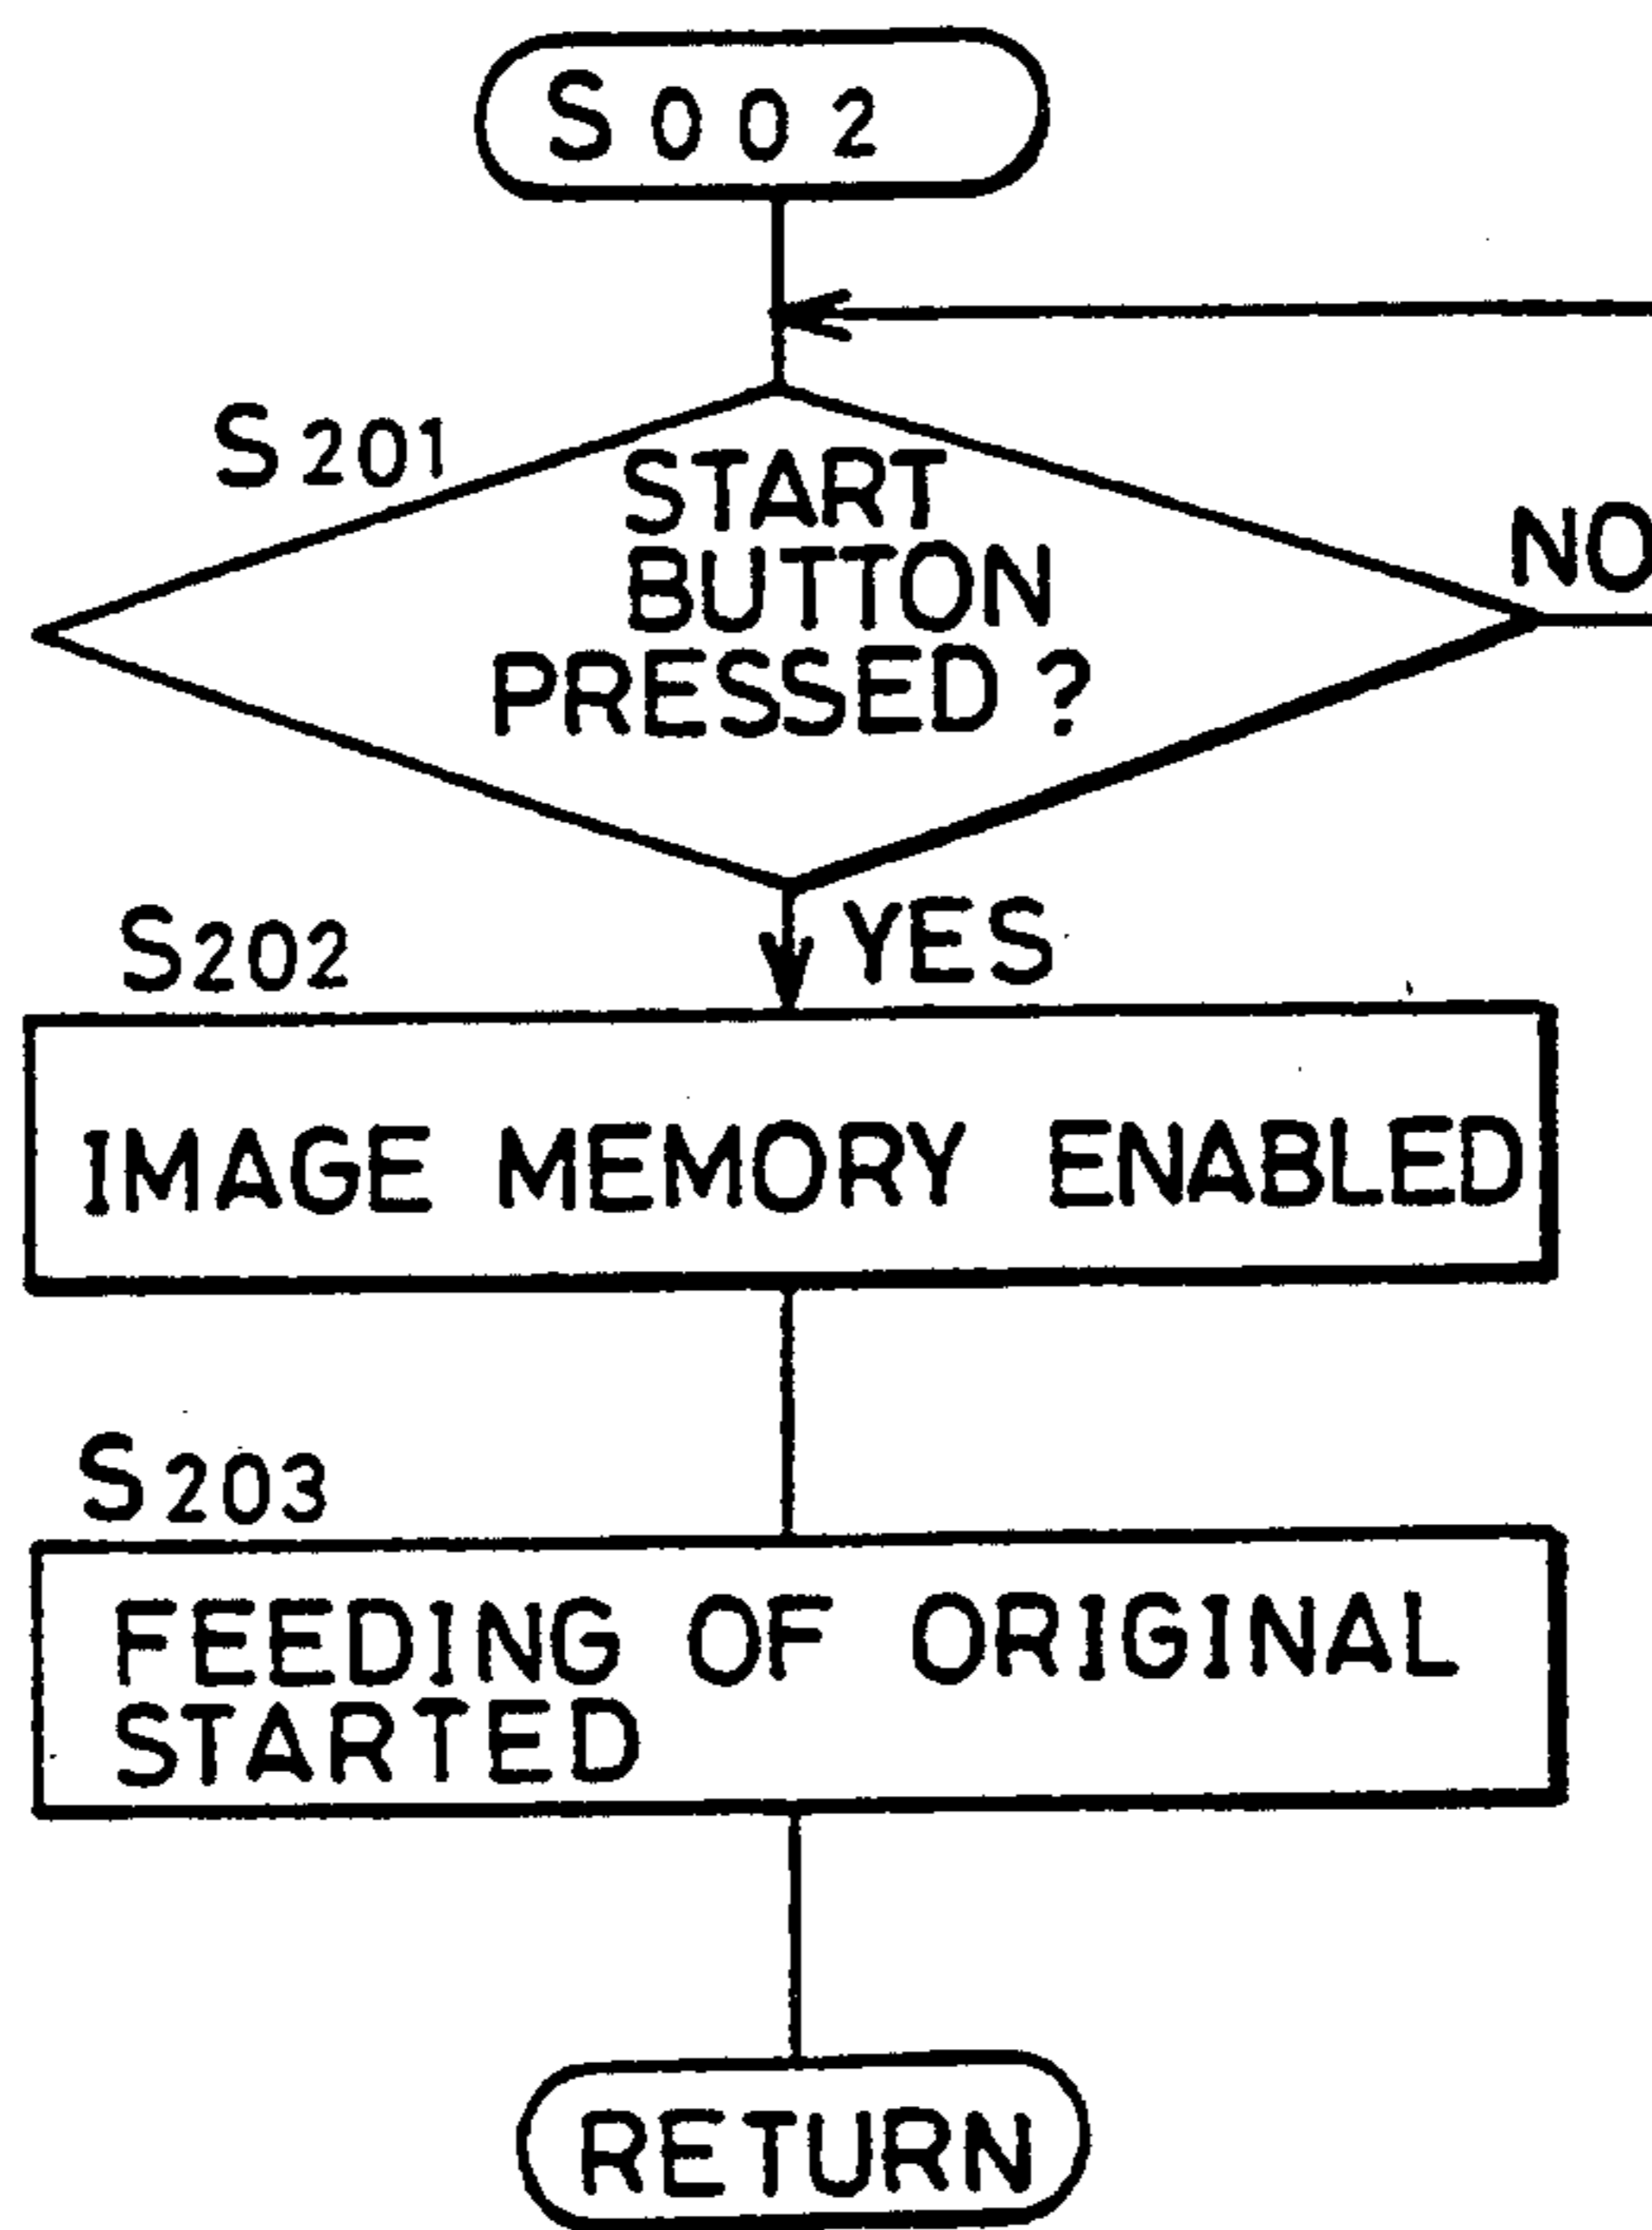 S002
S201
START
BUTTON
PRESSED?
NO
YES
S202
IMAGE MEMORY ENABLED
S203
FEEDING OF ORIGINAL
STARTED
RETURN